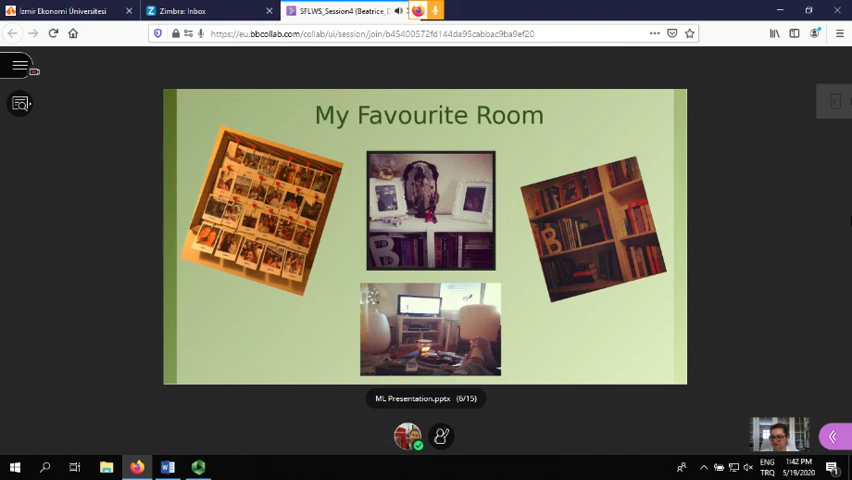 İzmir Ekonomi Üniversitesi
Zimbra: Inbox
SFLWS_Session4 (Beatrice_
https://eu.bbcollab.com/collab/ui/session/join/b45400572fd144da95cabbac9ba9ef20
My Favourite Room
B
B
ML Presentation.pptx (6/15)
ENG
1:42 PM
TRQ
5/19/2020